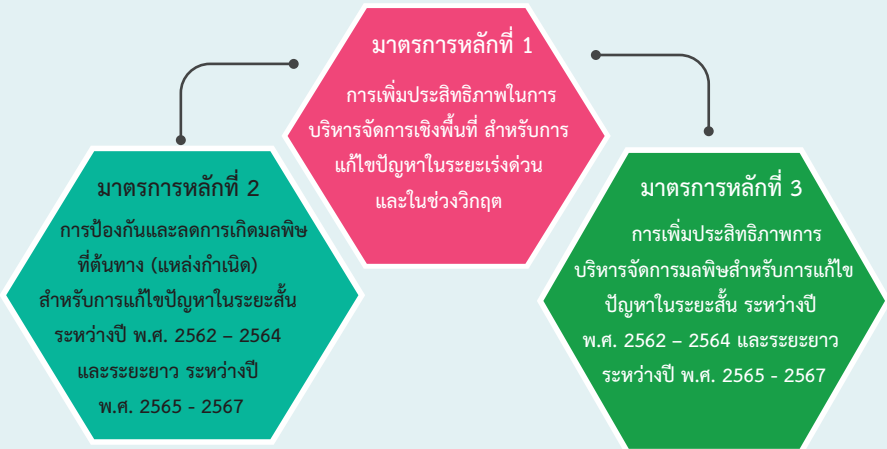 มาตรการหลักที่ 1
การเพิ่มประสิทธิภาพในการ
บริหารจัดการเชิงพื้นที่ สำหรับการ
แก้ไขปัญหาในระยะเร่งด่วน
และในช่วงวิกฤต
มาตรการหลักที่ 2
การป้องกันและลดการเกิดมลพิษ
ที่ต้นทาง (แหล่งกำเนิด)
สำหรับการแก้ไขปัญหาในระยะสั้น
ระหว่างปี พ.ศ. 2562 – 2564
และระยะยาว ระหว่างปี
พ.ศ. 2565 - 2567
มาตรการหลักที่ 3
การเพิ่มประสิทธิภาพการ
บริหารจัดการมลพิษสำหรับการแก้ไข
ปัญหาในระยะสั้น ระหว่างปี
พ.ศ. 2562 – 2564 และระยะยาว
ระหว่างปี พ.ศ. 2565 - 2567